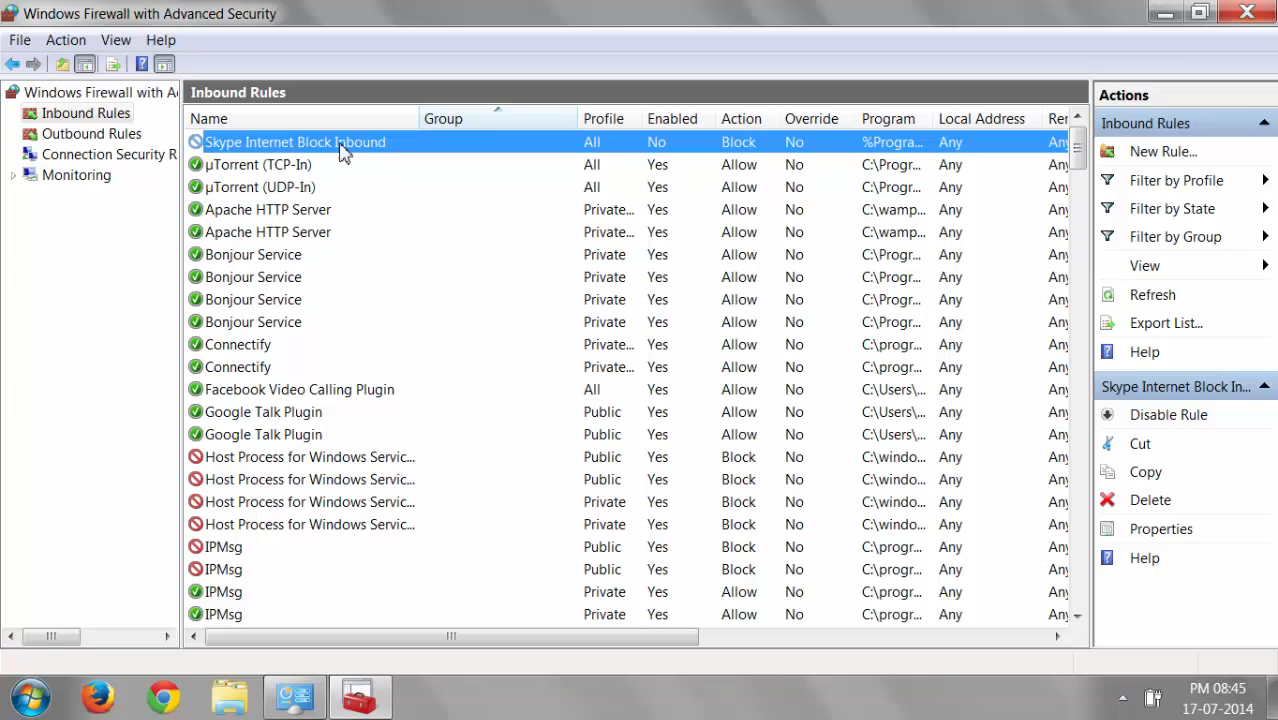 Windows Firewall with Advanced Security
File Action View Help
Windows Firewall with A
Inbound Rules
Outbound Rules
Connection Security R
Monitoring
Inbound Rules
Name Group Profile Enabled Action Override Program Local Address Rer
Skype Internet Block Inbound All No Block No %Progra... Any Any
µTorrent (TCP-In) All Yes Allow No C:\Progr... Any Any
µTorrent (UDP-In) All Yes Allow No C:\Progr... Any Any
Apache HTTP Server Private... Yes Allow No C:\wamp... Any Any
Apache HTTP Server Private... Yes Allow No C:\wamp... Any Any
Bonjour Service Private Yes Allow No C:\Progr... Any Any
Bonjour Service Private Yes Allow No C:\Progr... Any Any
Bonjour Service Private Yes Allow No C:\Progr... Any Any
Bonjour Service Private Yes Allow No C:\Progr... Any Any
Connectify Private... Yes Allow No C:\progr... Any Any
Connectify Private... Yes Allow No C:\progr... Any Any
Facebook Video Calling Plugin All Yes Allow No C:\Users\... Any Any
Google Talk Plugin Public Yes Allow No C:\Users\... Any Any
Google Talk Plugin Public Yes Allow No C:\Users\... Any Any
Host Process for Windows Servic... Public Yes Block No C:\windo... Any Any
Host Process for Windows Servic... Public Yes Block No C:\windo... Any Any
Host Process for Windows Servic... Private Yes Block No C:\windo... Any Any
Host Process for Windows Servic... Private Yes Block No C:\windo... Any Any
IPMsg Public Yes Block No C:\progr... Any Any
IPMsg Public Yes Block No C:\progr... Any Any
IPMsg Private Yes Allow No C:\progr... Any Any
IPMsg Private Yes Allow No C:\progr... Any Any
Actions
Inbound Rules
New Rule...
Filter by Profile
Filter by State
Filter by Group
View
Refresh
Export List...
Help
Skype Internet Block In...
Disable Rule
Cut
Copy
Delete
Properties
Help
PM 08:45
17-07-2014